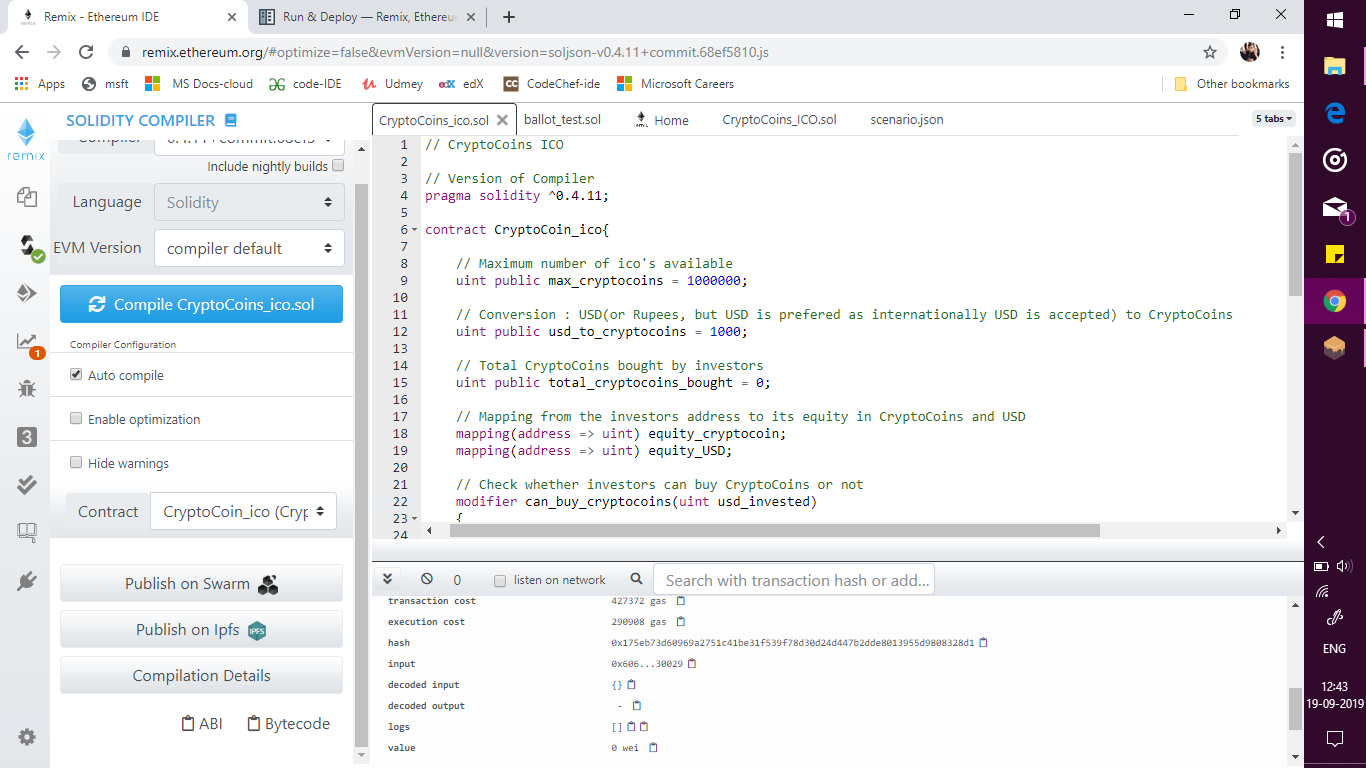 Remix - Ethereum IDE
Run & Deploy — Remix, Ethereu
remix.ethereum.org/#optimize=false&evmVersion=null&version=soljson-v0.4.11+commit.68ef5810.js
Apps msft MS Docs-cloud code-IDE Udmey edX CodeChef-ide Microsoft Careers Other bookmarks
remix
SOLIDITY COMPILER
Include nightly builds
Language Solidity
EVM Version compiler default
Compile CryptoCoins_ico.sol
Compiler Configuration
Auto compile
Enable optimization
Hide warnings
Contract CryptoCoin_ico (Cryp
Publish on Swarm
Publish on Ipfs
IPFS
Compilation Details
ABI Bytecode
1
3
CryptoCoins_ico.sol ballot_test.sol Home CryptoCoins_ICO.sol scenario.json 5 tabs
1 // CryptoCoins ICO
2
3 // Version of Compiler
4 pragma solidity ^0.4.11;
5
6 contract CryptoCoin_ico{
7
8 // Maximum number of ico's available
9 uint public max_cryptocoins = 1000000;
10
11 // Conversion : USD(or Rupees, but USD is prefered as internationally USD is accepted) to CryptoCoins
12 uint public usd_to_cryptocoins = 1000;
13
14 // Total CryptoCoins bought by investors
15 uint public total_cryptocoins_bought = 0;
16
17 // Mapping from the investors address to its equity in CryptoCoins and USD
18 mapping(address => uint) equity_cryptocoin;
19 mapping(address => uint) equity_USD;
20
21 // Check whether investors can buy CryptoCoins or not
22 modifier can_buy_cryptocoins(uint usd_invested)
23 {
24
0 listen on network Search with transaction hash or add...
transaction cost 427372 gas
execution cost 290908 gas
hash 0x175eb73d60969a2751c41be31f539f78d30d24d447b2dde8013955d9808328d1
input 0x606...30029
decoded input {}
decoded output -
logs []
value 0 wei
1
ENG
12:43
19-09-2019